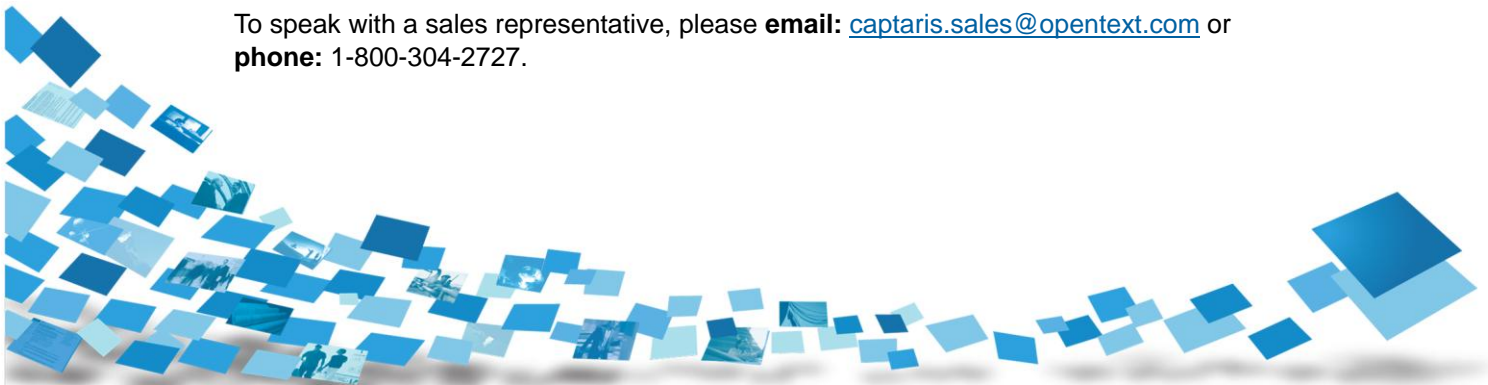 To speak with a sales representative, please email: captaris.sales@opentext.com or
phone: 1-800-304-2727.